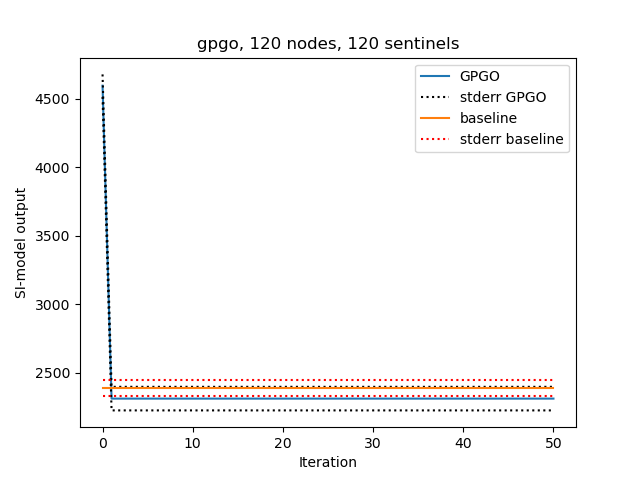 gpgo, 120 nodes, 120 sentinels
GPGO
stderr GPGO
baseline
stderr baseline
4500
4000
3500
3000
2500
SI-model output
0 10 20 30 40 50
Iteration